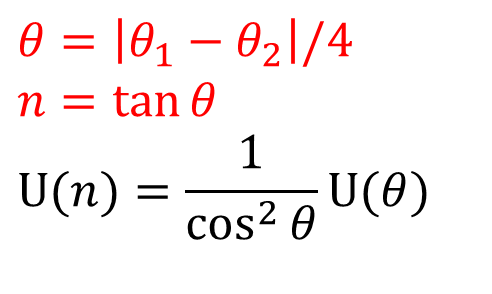 θ = |θ₁ − θ₂|/4
n = tan θ
U(n) = 1/cos² θ U(θ)